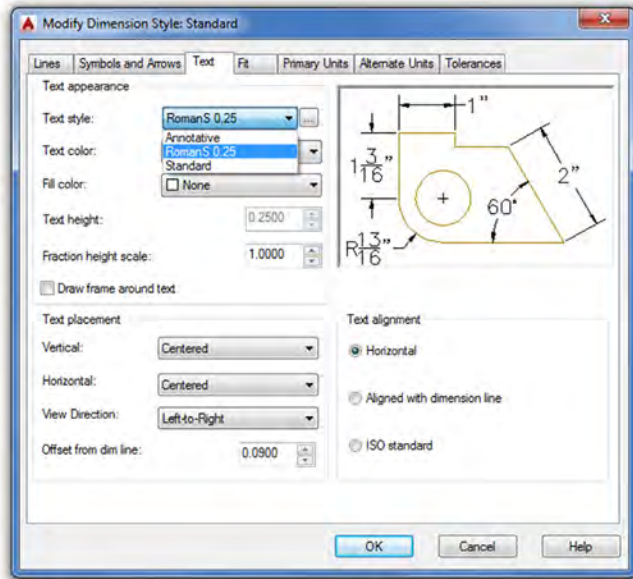 Modify Dimension Style: Standard
Lines Symbols and Arrows Text Fit Primary Units Alternate Units Tolerances
Text appearance
Text style: RomanS 0.25 ...
Annotative
RomanS 0.25
Standard
Text color:
Fill color: None
Text height: 0.2500
Fraction height scale: 1.0000
Draw frame around text
1"
1 3/16"
2"
60°
R 13/16"
Text placement
Vertical: Centered
Horizontal: Centered
View Direction: Left-to-Right
Offset from dim line: 0.0900
Text alignment
Horizontal
Aligned with dimension line
ISO standard
OK Cancel Help